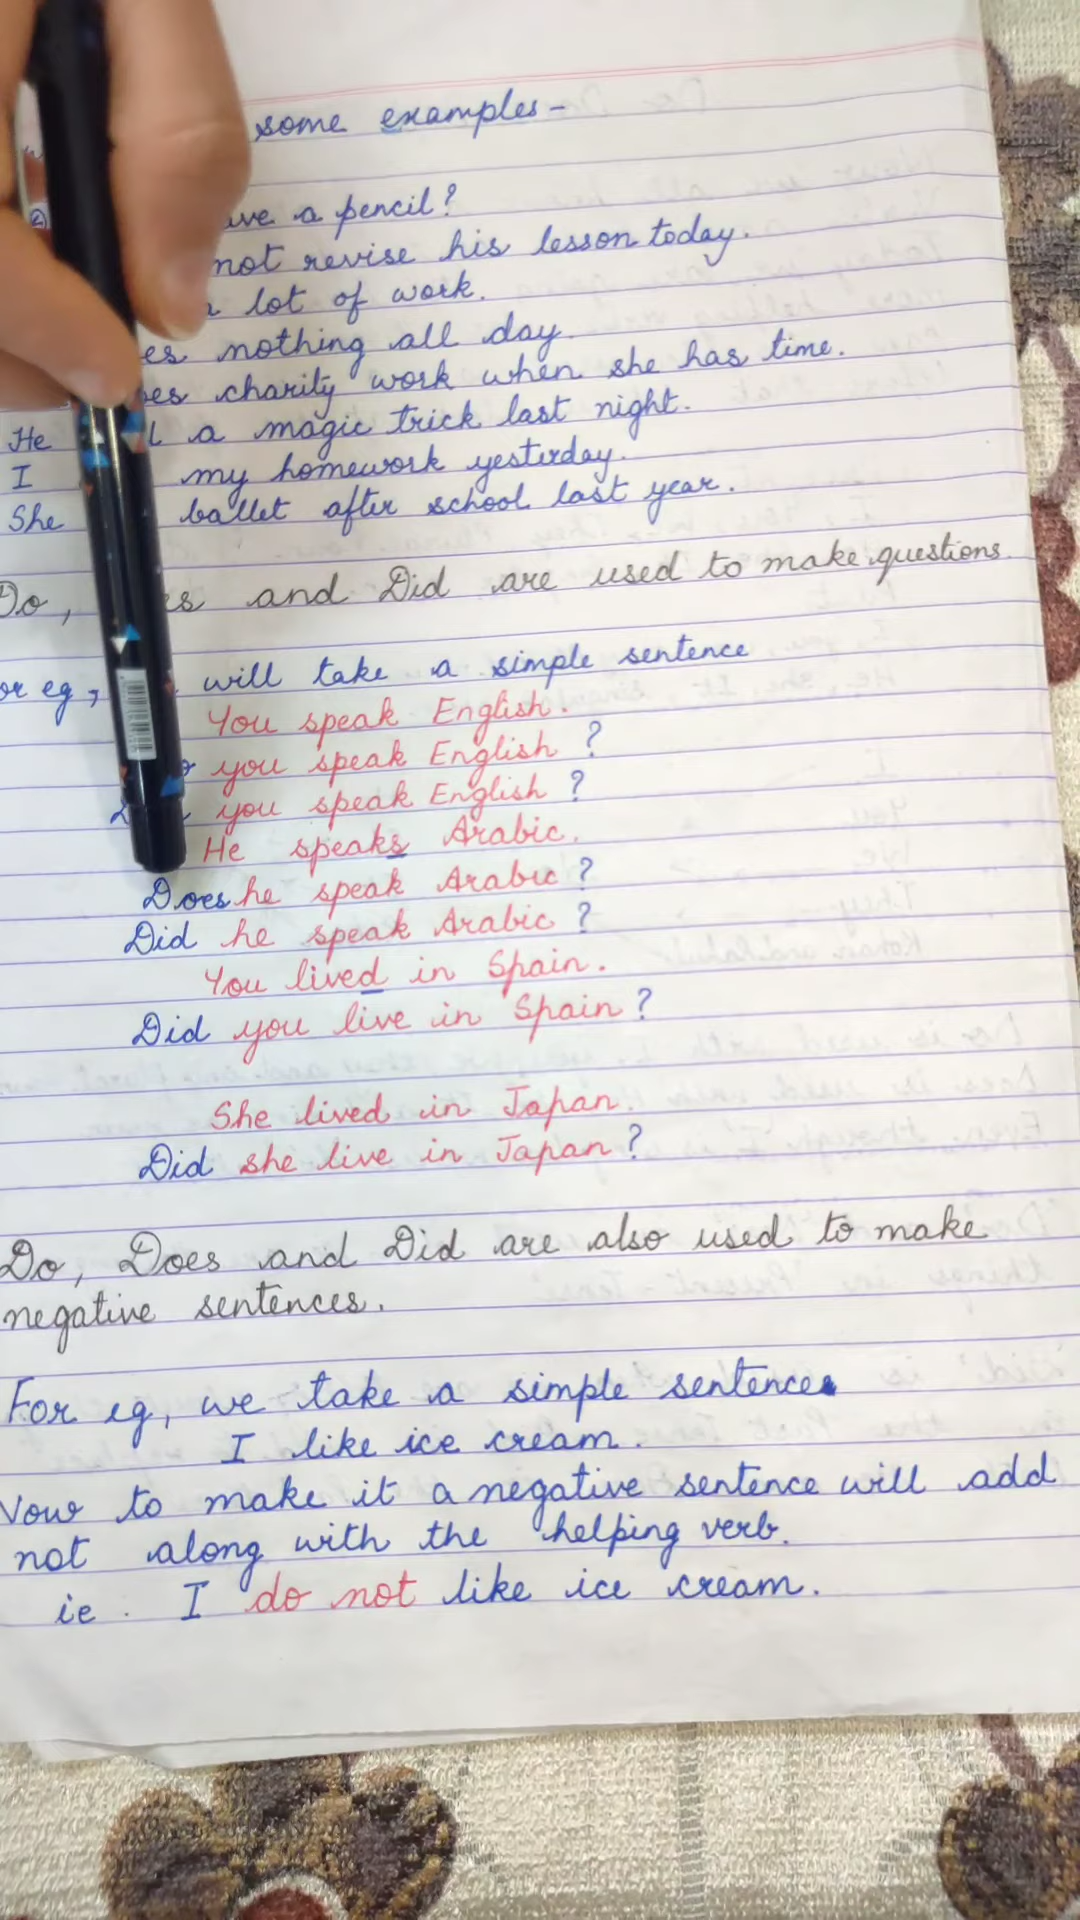 some examples-
a pencil?
not revise his lesson today.
lot of work.
nothing all day.
charity work when she has time.
He a magic trick last night.
I my homework yesterday.
She ballet after school last year.
Do, and Did are used to make questions.
eg, will take a simple sentence
You speak English.
you speak English ?
you speak English ?
He speaks Arabic.
Does he speak Arabic ?
Did he speak Arabic ?
You lived in Spain.
Did you live in Spain ?
She lived in Japan.
Did she live in Japan ?
Do, Does and Did are also used to make
negative sentences.
For eg, we take a simple sentence
I like ice cream.
Now to make it a negative sentence will add
not along with the helping verb.
ie . I do not like ice cream.